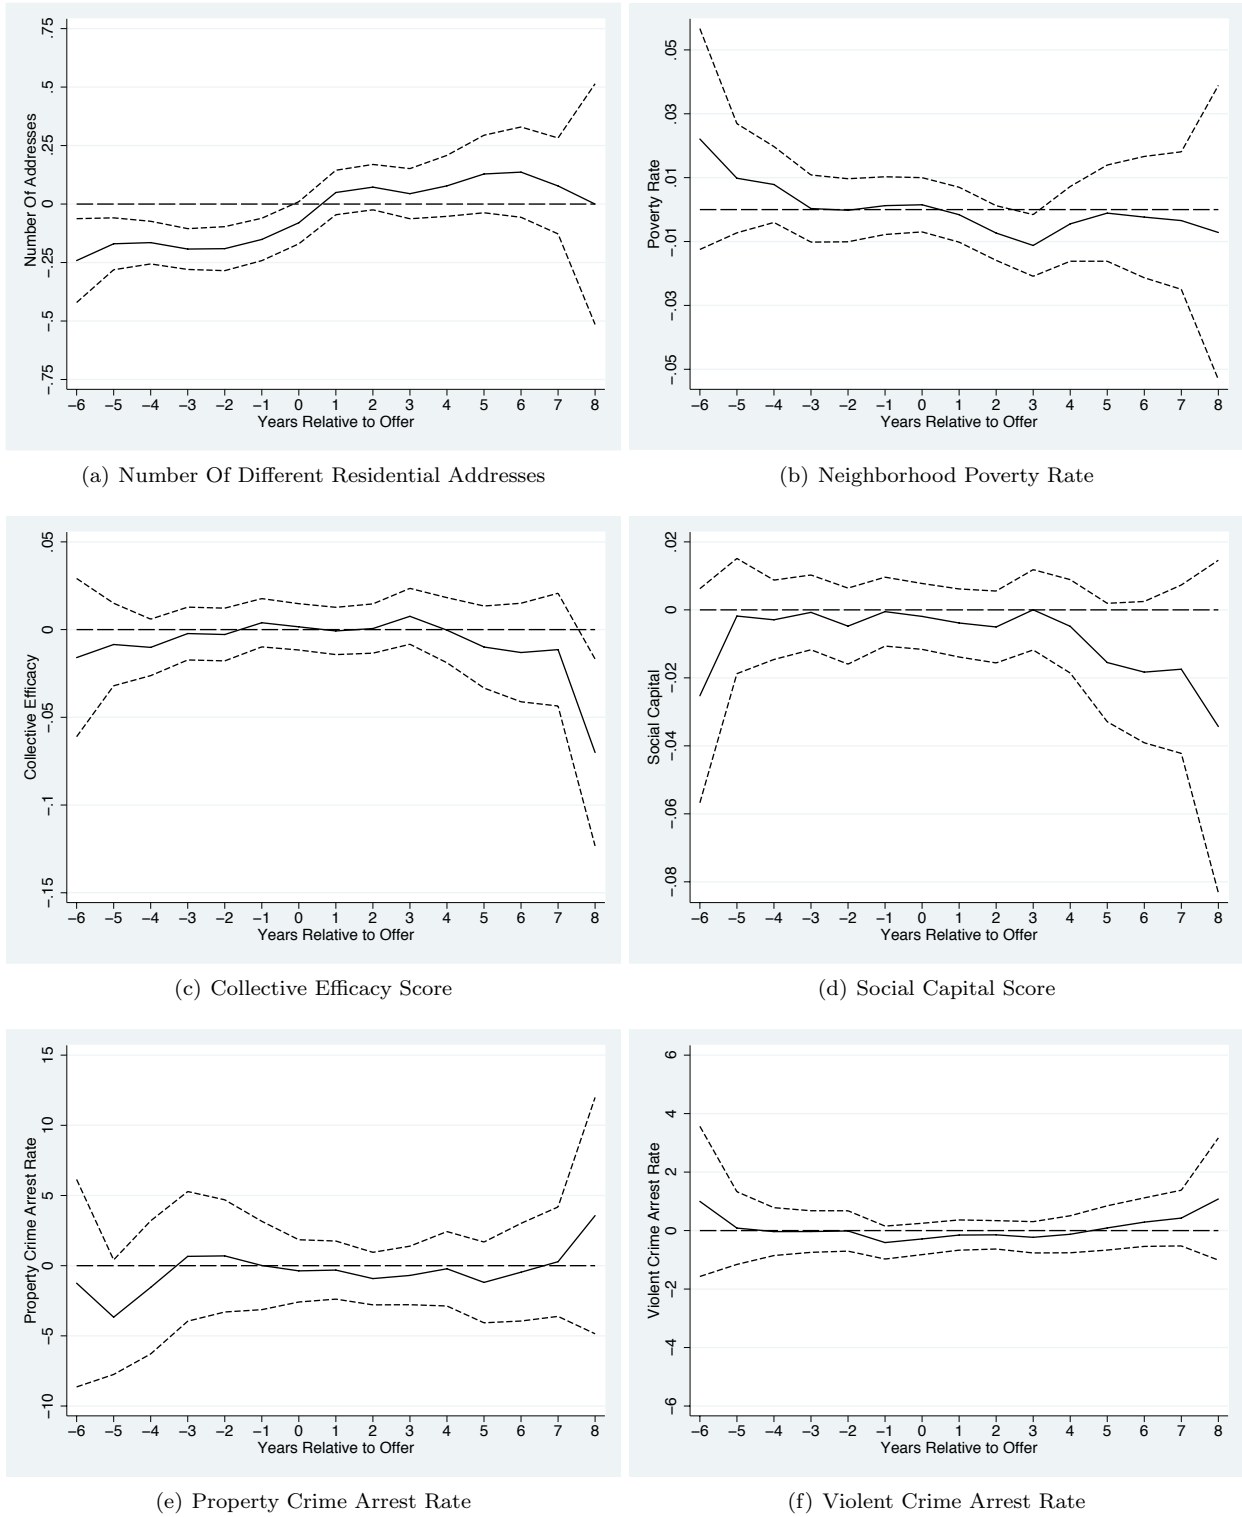 .75
.5
.25
0
−.25
−.5
−.75
Number Of Addresses
−6 −5 −4 −3 −2 −1 0 1 2 3 4 5 6 7 8
Years Relative to Offer
(a) Number Of Different Residential Addresses
.05
.03
.01
−.01
−.03
−.05
Poverty Rate
−6 −5 −4 −3 −2 −1 0 1 2 3 4 5 6 7 8
Years Relative to Offer
(b) Neighborhood Poverty Rate
.05
0
−.05
−.1
−.15
Collective Efficacy
−6 −5 −4 −3 −2 −1 0 1 2 3 4 5 6 7 8
Years Relative to Offer
(c) Collective Efficacy Score
.02
0
−.02
−.04
−.06
−.08
Social Capital
−6 −5 −4 −3 −2 −1 0 1 2 3 4 5 6 7 8
Years Relative to Offer
(d) Social Capital Score
15
10
5
0
−5
−10
Property Crime Arrest Rate
−6 −5 −4 −3 −2 −1 0 1 2 3 4 5 6 7 8
Years Relative to Offer
(e) Property Crime Arrest Rate
6
4
2
0
−2
−4
−6
Violent Crime Arrest Rate
−6 −5 −4 −3 −2 −1 0 1 2 3 4 5 6 7 8
Years Relative to Offer
(f) Violent Crime Arrest Rate